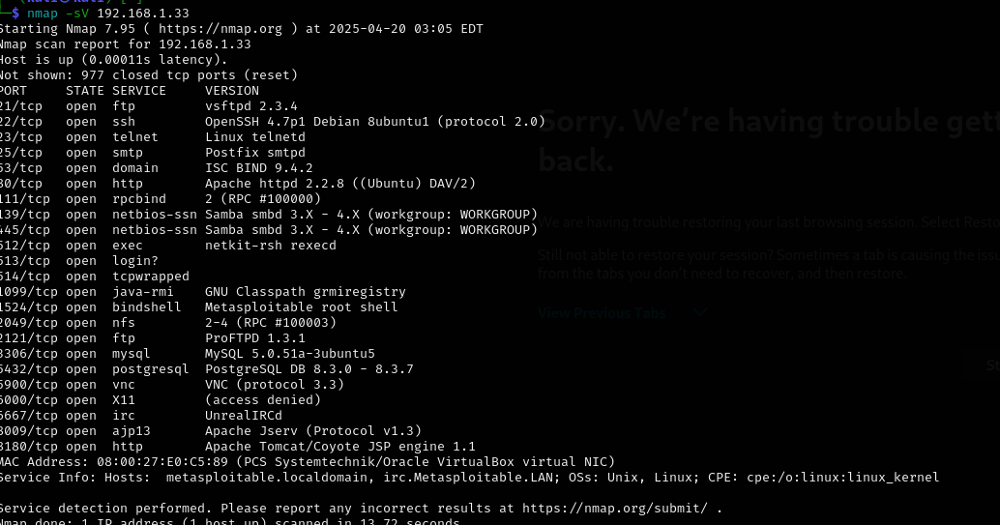 $ nmap -sV 192.168.1.33
Starting Nmap 7.95 ( https://nmap.org ) at 2025-04-20 03:05 EDT
Nmap scan report for 192.168.1.33
Host is up (0.00011s latency).
Not shown: 977 closed tcp ports (reset)
PORT STATE SERVICE VERSION
21/tcp open ftp vsftpd 2.3.4
22/tcp open ssh OpenSSH 4.7p1 Debian 8ubuntu1 (protocol 2.0)
23/tcp open telnet Linux telnetd
25/tcp open smtp Postfix smtpd
53/tcp open domain ISC BIND 9.4.2
80/tcp open http Apache httpd 2.2.8 ((Ubuntu) DAV/2)
111/tcp open rpcbind 2 (RPC #100000)
139/tcp open netbios-ssn Samba smbd 3.X - 4.X (workgroup: WORKGROUP)
445/tcp open netbios-ssn Samba smbd 3.X - 4.X (workgroup: WORKGROUP)
512/tcp open exec netkit-rsh rexecd
513/tcp open login?
514/tcp open tcpwrapped
1099/tcp open java-rmi GNU Classpath grmiregistry
1524/tcp open bindshell Metasploitable root shell
2049/tcp open nfs 2-4 (RPC #100003)
2121/tcp open ftp ProFTPD 1.3.1
3306/tcp open mysql MySQL 5.0.51a-3ubuntu5
5432/tcp open postgresql PostgreSQL DB 8.3.0 - 8.3.7
5900/tcp open vnc VNC (protocol 3.3)
6000/tcp open X11 (access denied)
6667/tcp open irc UnrealIRCd
8009/tcp open ajp13 Apache Jserv (Protocol v1.3)
8180/tcp open http Apache Tomcat/Coyote JSP engine 1.1
MAC Address: 08:00:27:E0:C5:89 (PCS Systemtechnik/Oracle VirtualBox virtual NIC)
Service Info: Hosts: metasploitable.localdomain, irc.Metasploitable.LAN; OSs: Unix, Linux; CPE: cpe:/o:linux:linux_kernel
Service detection performed. Please report any incorrect results at https://nmap.org/submit/ .
Nmap done: 1 IP address (1 host up) scanned in 13.72 seconds
Sorry. We're having trouble gett
back.
We are having trouble restoring your last browsing session. Select Resto
Still not able to restore your session? Sometimes a tab is causing the issu
from the tabs you don't need to recover, and then restore.
View Previous Tabs
St